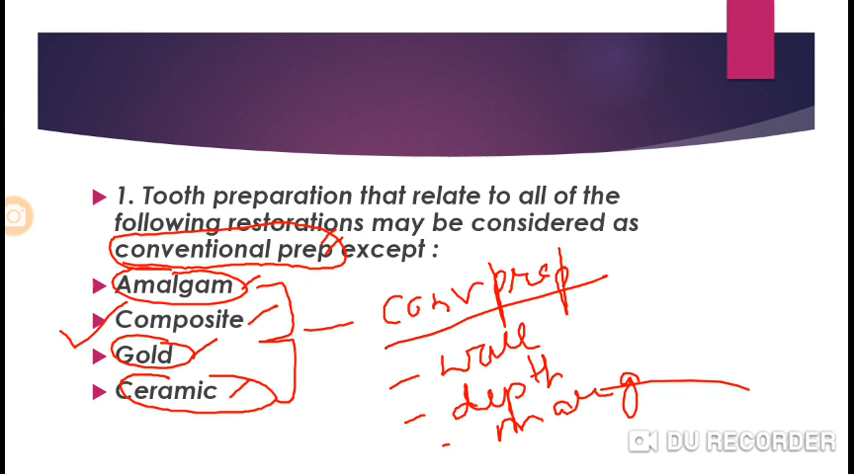 1. Tooth preparation that relate to all of the
following restorations may be considered as
conventional prep except :
Amalgam
Composite
Gold
Ceramic
conv prep
- wall
- depth
- marg
DU RECORDER